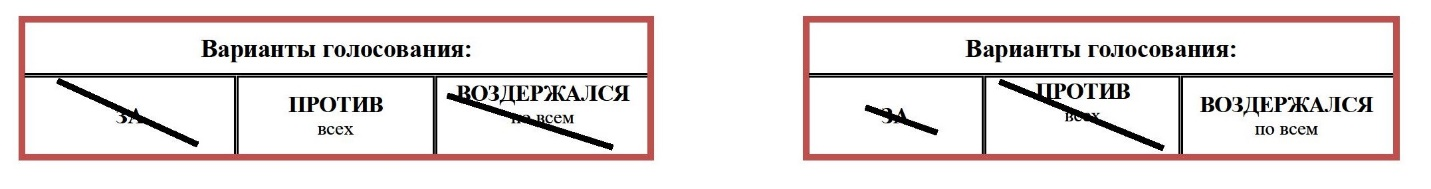 Варианты голосования:
ЗА
ПРОТИВ
всех
ВОЗДЕРЖАЛСЯ
по всем
Варианты голосования:
ЗА
ПРОТИВ
всех
ВОЗДЕРЖАЛСЯ
по всем